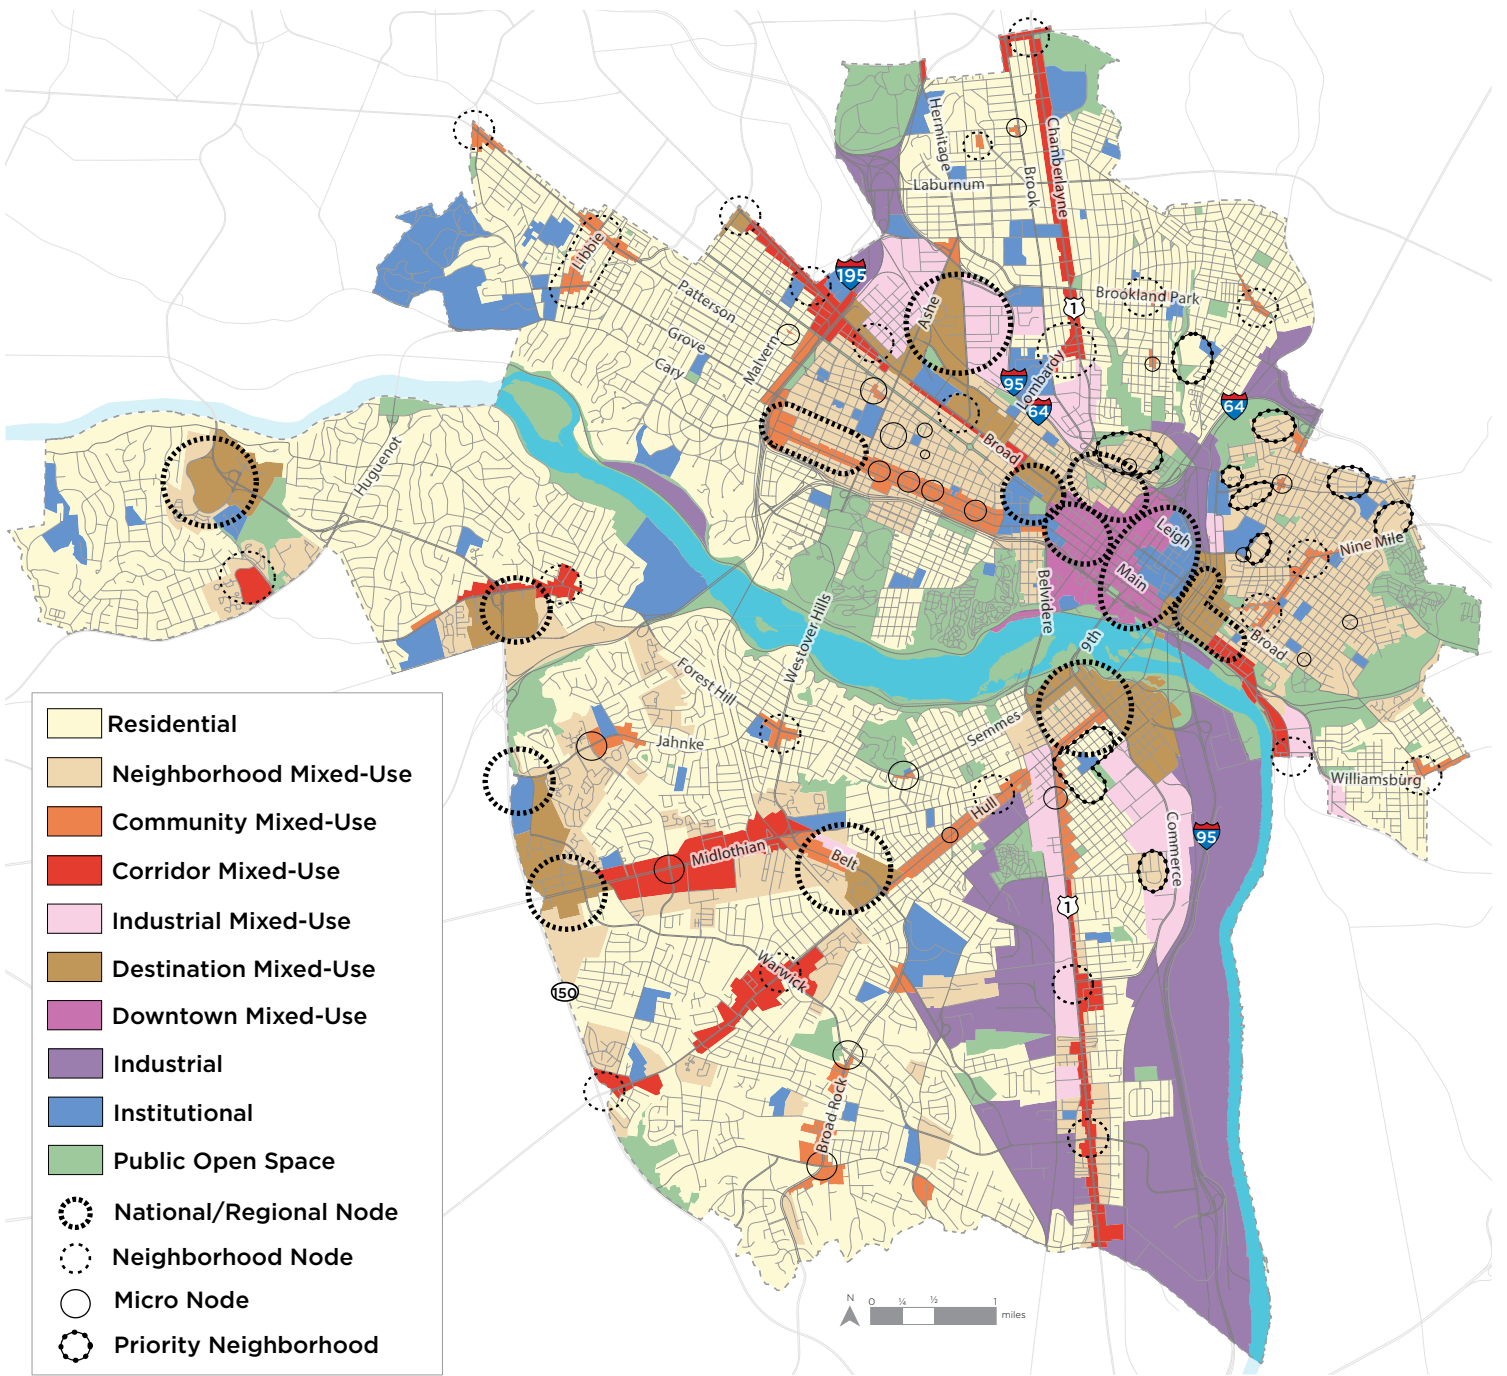 Hermitage
Chamberlayne
Laburnum
Brook
Libbie
195
Patterson
Ashe
Brookland Park
1
Grove
Malvern
Cary
Lombardy
95
64
64
Huguenot
Broad
Leigh
Nine Mile
Main
Belvidere
Westover Hills
9th
Broad
Forest Hill
Semmes
Jahnke
Williamsburg
Hull
Commerce
95
Midlothian
Belt
1
Warwick
150
Broad Rock
Residential
Neighborhood Mixed-Use
Community Mixed-Use
Corridor Mixed-Use
Industrial Mixed-Use
Destination Mixed-Use
Downtown Mixed-Use
Industrial
Institutional
Public Open Space
National/Regional Node
Neighborhood Node
Micro Node
Priority Neighborhood
N
0 ¼ ½ 1
miles